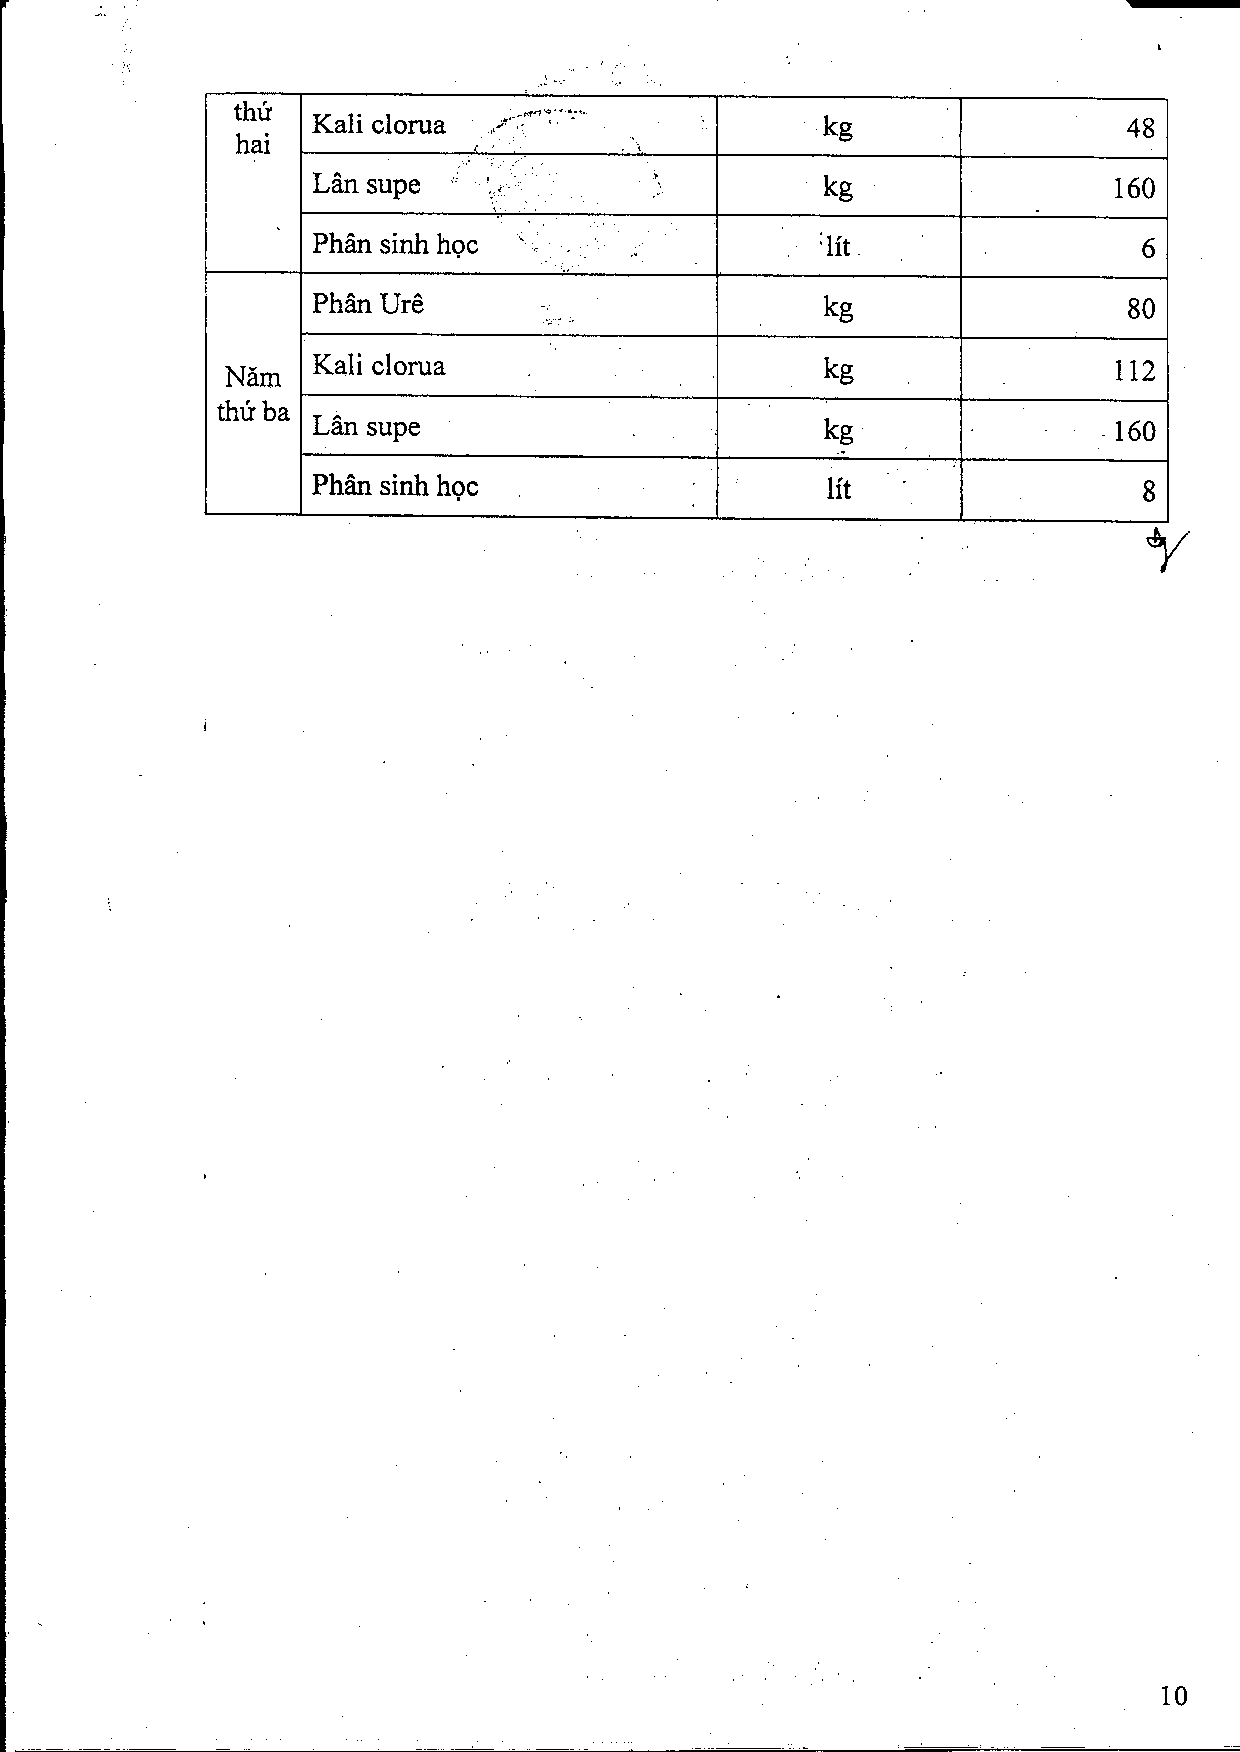 thứ
hai
Kali clorua kg 48
Lân supe kg 160
Phân sinh học lít 6
Năm
thứ ba
Phân Urê kg 80
Kali clorua kg 112
Lân supe kg 160
Phân sinh học lít 8
10